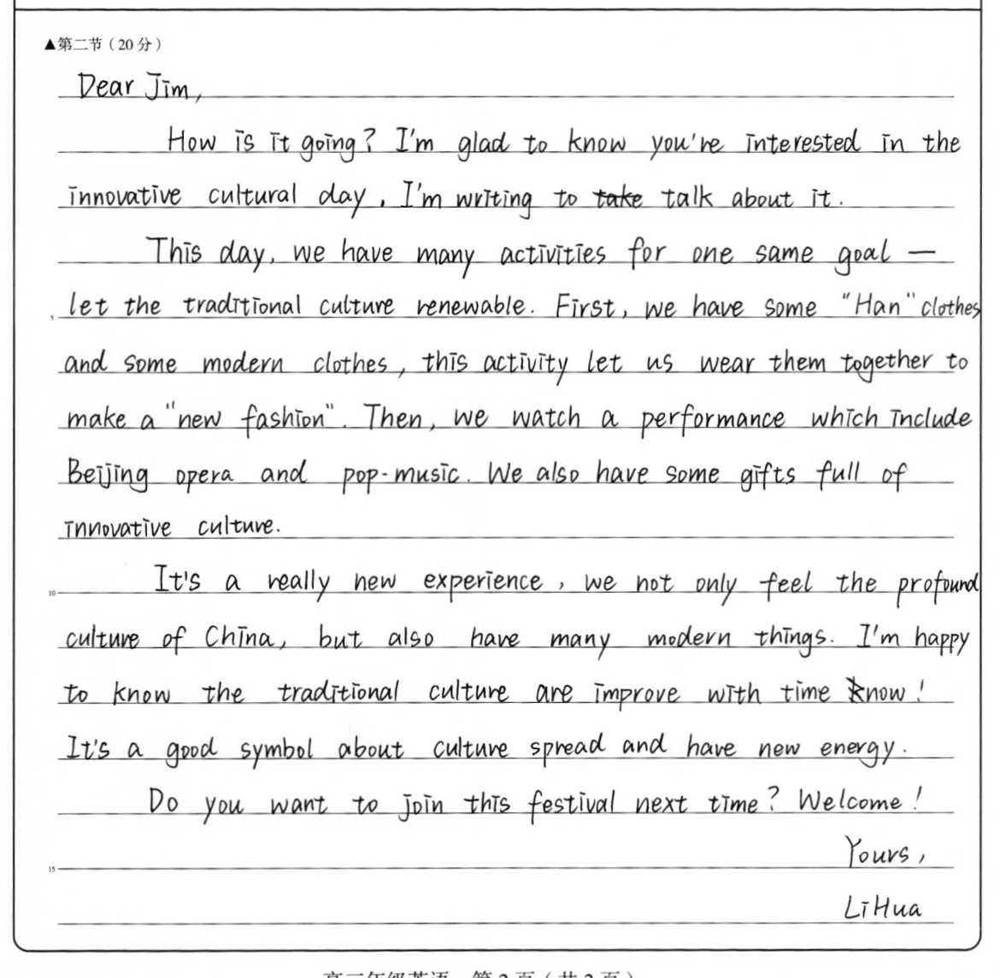 ▲第二节（20分）
Dear Jim,
How is it going? I'm glad to know you're interested in the
innovative cultural day, I'm writing to take talk about it.
This day, we have many activities for one same goal —
let the traditional culture renewable. First, we have some "Han" clothes
and some modern clothes, this activity let us wear them together to
make a "new fashion". Then, we watch a performance which include
Beijing opera and pop-music. We also have some gifts full of
innovative culture.
It's a really new experience, we not only feel the profound
culture of China, but also have many modern things. I'm happy
to know the traditional culture are improve with time know!
It's a good symbol about culture spread and have new energy.
Do you want to join this festival next time? Welcome!
Yours,
Li Hua
5
10
15